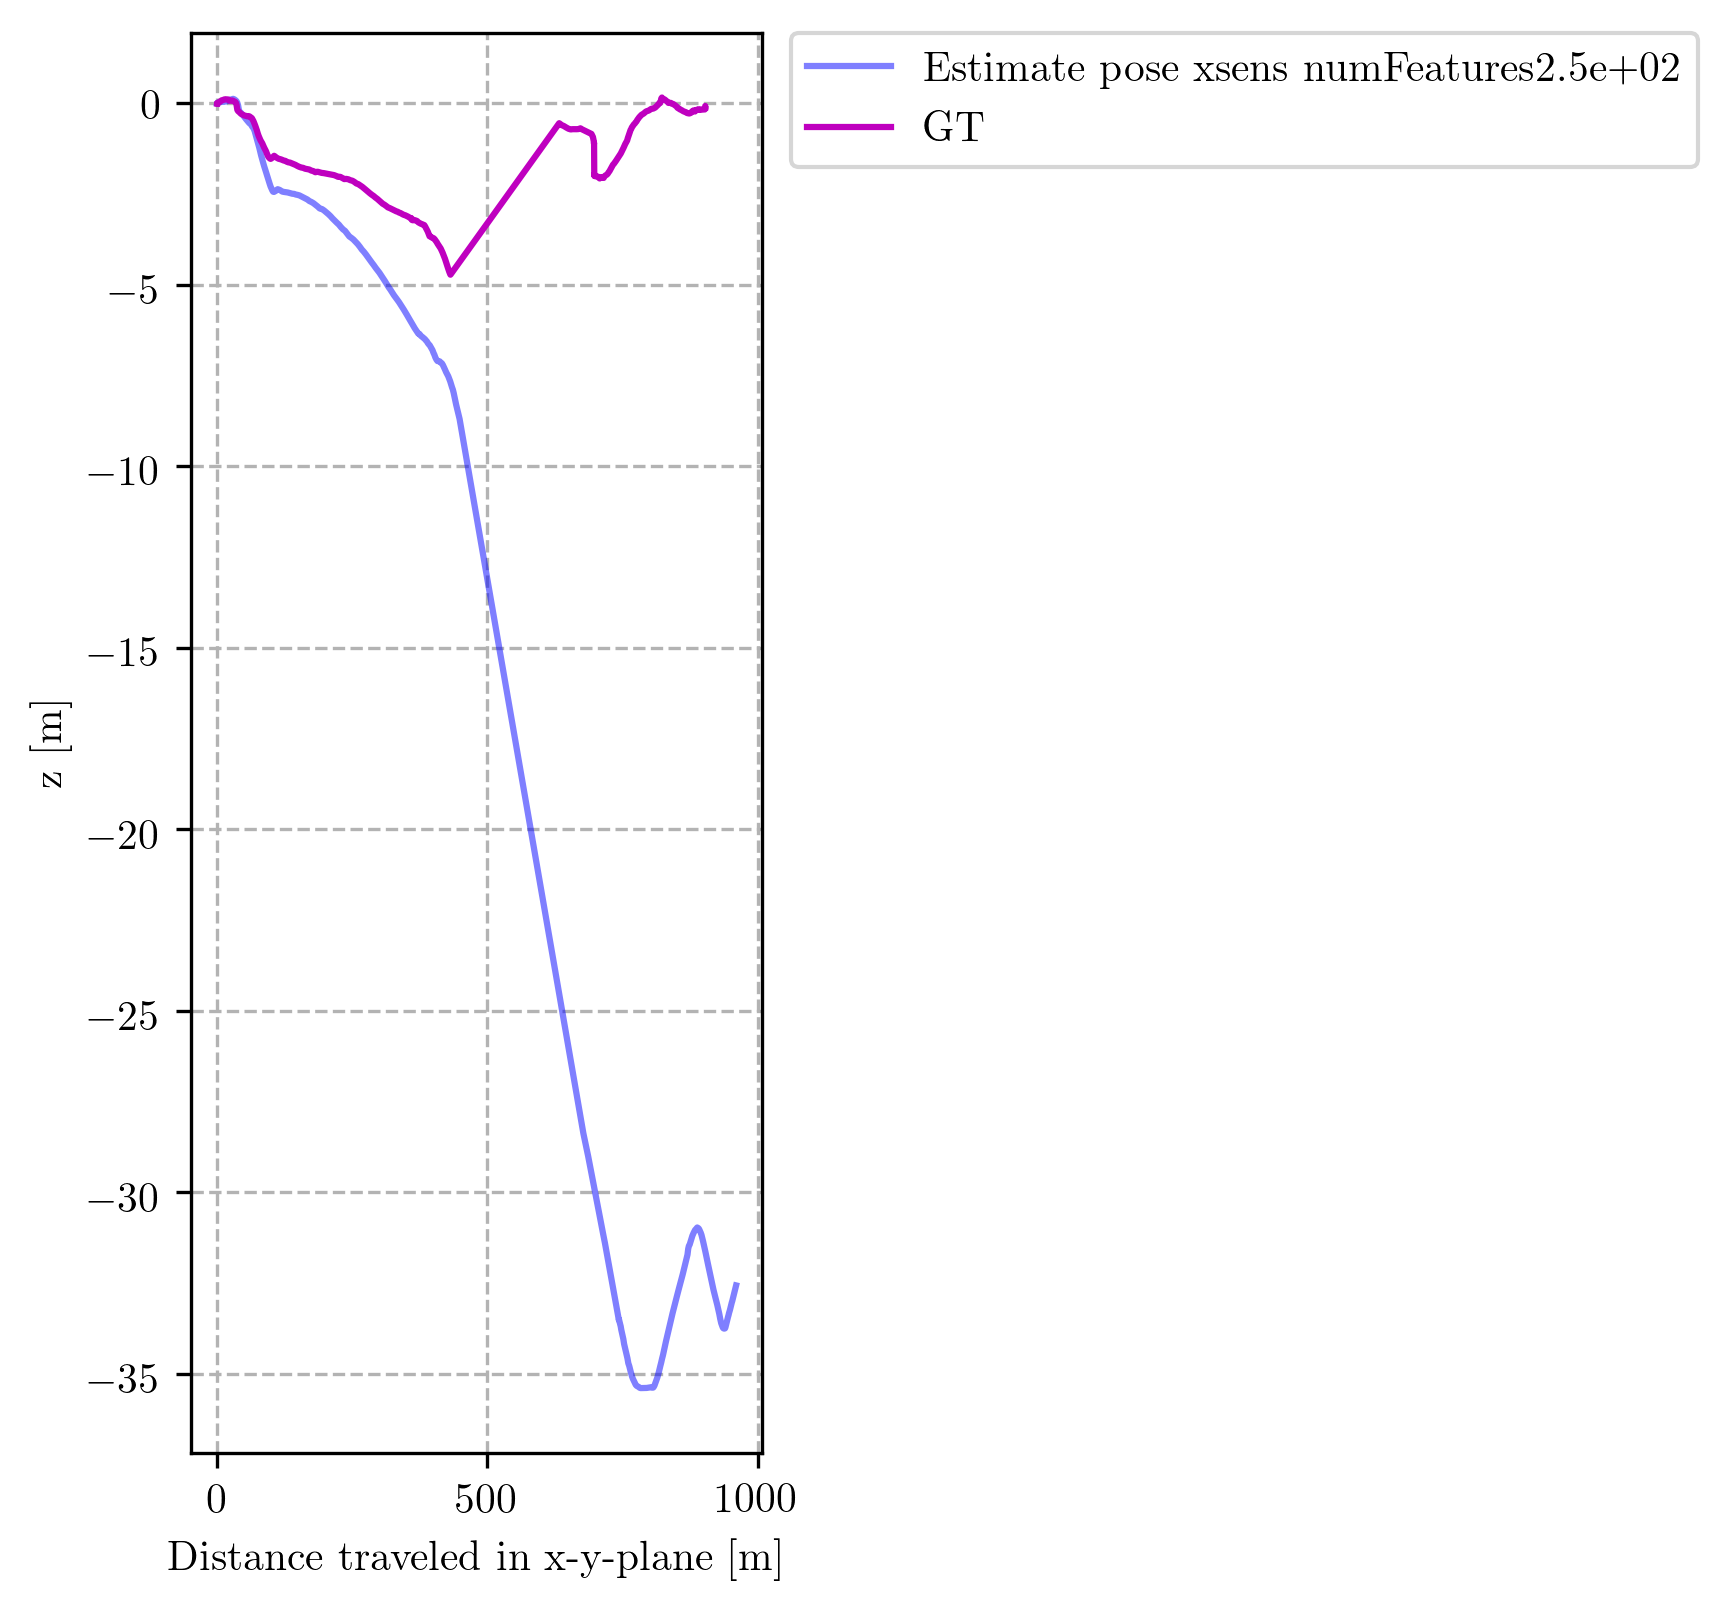 Estimate pose xsens numFeatures2.5e+02
GT
0
−5
−10
−15
−20
−25
−30
−35
z [m]
0 500 1000
Distance traveled in x-y-plane [m]